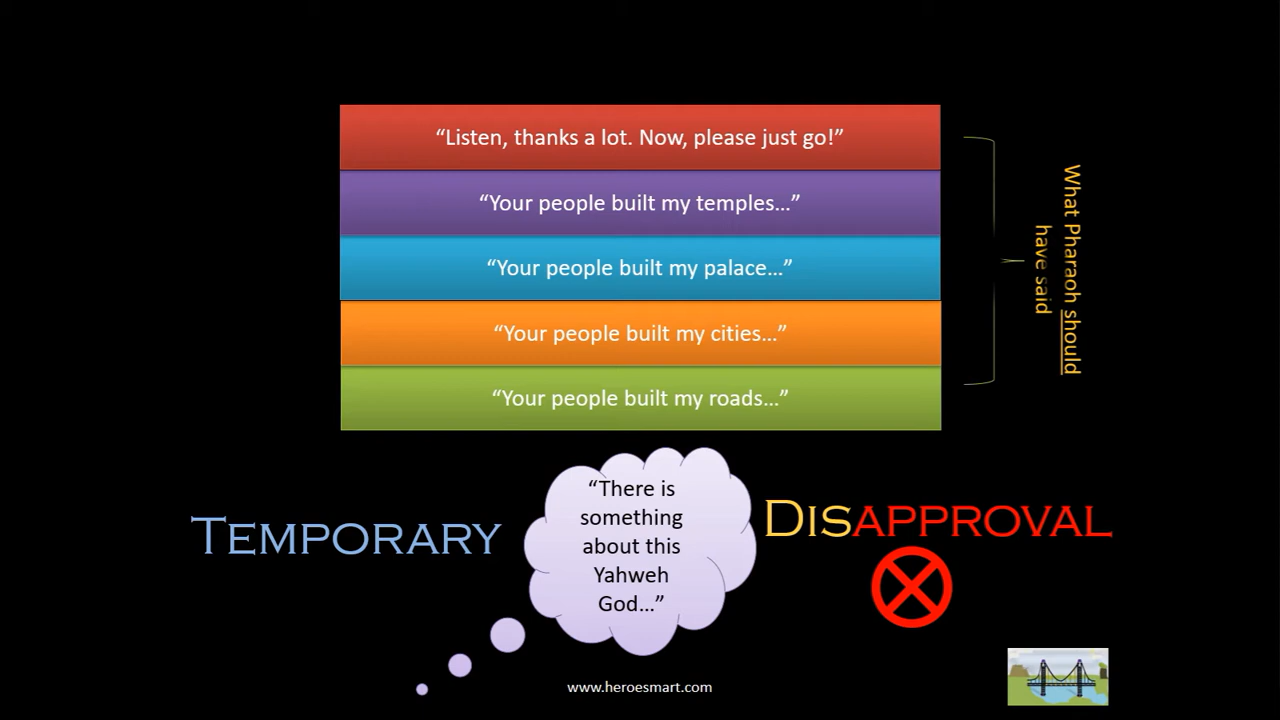 “Listen, thanks a lot. Now, please just go!”
“Your people built my temples...”
“Your people built my palace...”
“Your people built my cities...”
“Your people built my roads...”
What Pharaoh should
have said
TEMPORARY
“There is
something
about this
Yahweh
God...”
DISAPPROVAL
www.heroesmart.com